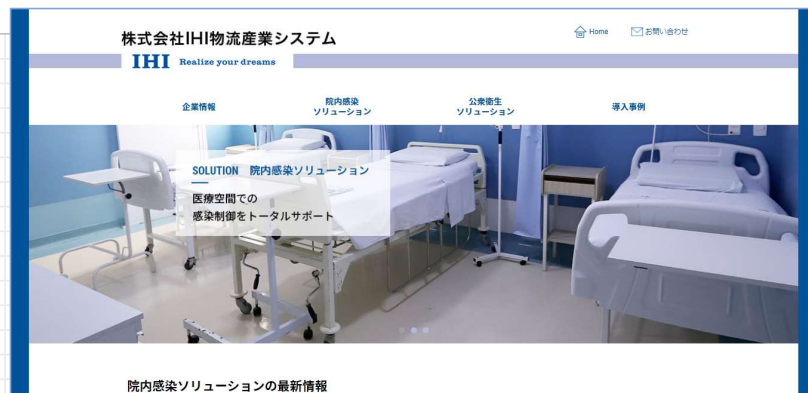 株式会社IHI物流産業システム
Home お問い合わせ
IHI Realize your dreams
企業情報
院内感染
ソリューション
公衆衛生
ソリューション
導入事例
SOLUTION 院内感染ソリューション
医療空間での
感染制御をトータルサポート
院内感染ソリューションの最新情報